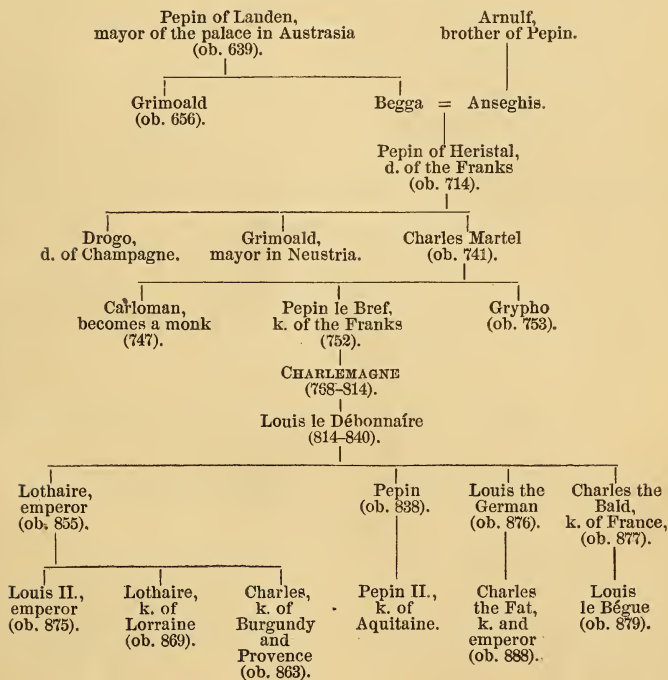 Pepin of Landen,
mayor of the palace in Austrasia
(ob. 639).
Arnulf,
brother of Pepin.
Grimoald
(ob. 656).
Begga = Anseghis.
Pepin of Heristal,
d. of the Franks
(ob. 714).
Drogo,
d. of Champagne.
Grimoald,
mayor in Neustria.
Charles Martel
(ob. 741).
Carloman,
becomes a monk
(747).
Pepin le Bref,
k. of the Franks
(752).
Grypho
(ob. 753).
CHARLEMAGNE
(768–814).
Louis le Débonnaíre
(814–840).
Lothaire,
emperor
(ob. 855).
Pepin
(ob. 838).
Louis the
German
(ob. 876).
Charles the
Bald,
k. of France,
(ob. 877).
Louis II.,
emperor
(ob. 875).
Lothaire,
k. of
Lorraine
(ob. 869).
Charles,
k. of
Burgundy
and
Provence
(ob. 863).
Pepin II.,
k. of
Aquitaine.
Charles
the Fat,
k. and
emperor
(ob. 888).
Louis
le Bégue
(ob. 879).